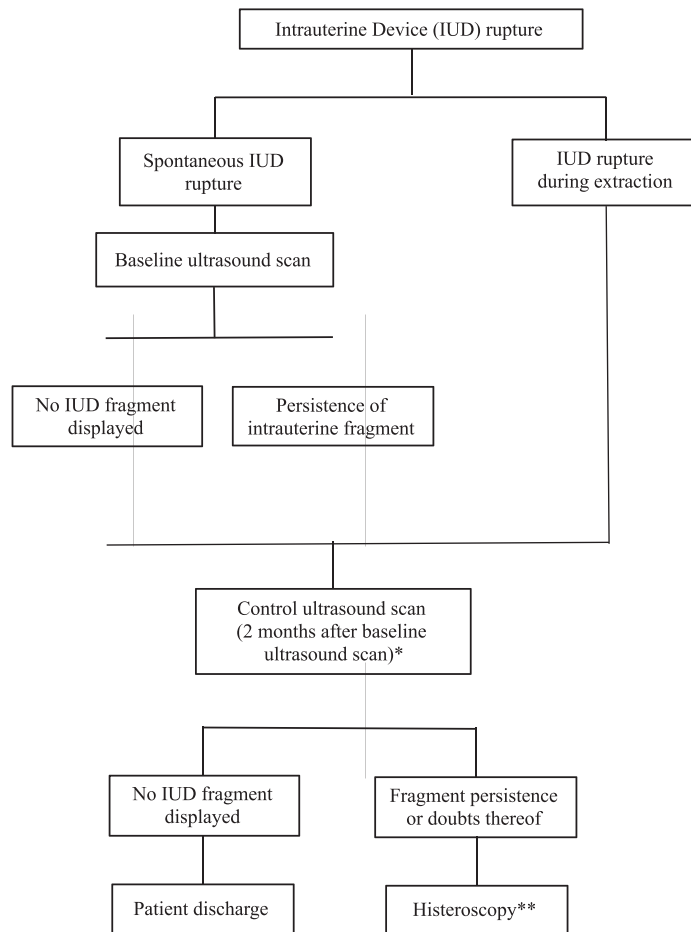 Intrauterine Device (IUD) rupture
Spontaneous IUD
rupture
IUD rupture
during extraction
Baseline ultrasound scan
No IUD fragment
displayed
Persistence of
intrauterine fragment
Control ultrasound scan
(2 months after baseline
ultrasound scan)*
No IUD fragment
displayed
Fragment persistence
or doubts thereof
Patient discharge
Histeroscopy**